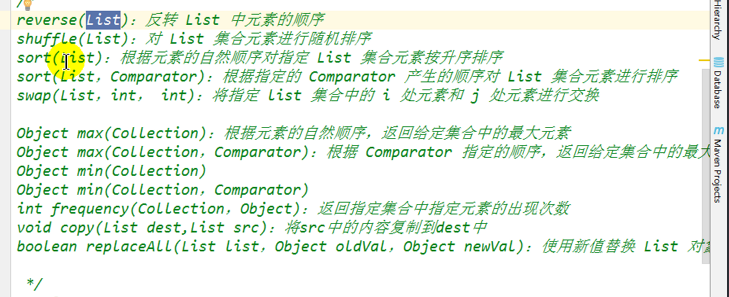 /*
reverse(List): 反转 List 中元素的顺序
shuffle(List): 对 List 集合元素进行随机排序
sort(List): 根据元素的自然顺序对指定 List 集合元素按升序排序
sort(List, Comparator): 根据指定的 Comparator 产生的顺序对 List 集合元素进行排序
swap(List, int, int): 将指定 List 集合中的 i 处元素和 j 处元素进行交换
Object max(Collection): 根据元素的自然顺序, 返回给定集合中的最大元素
Object max(Collection, Comparator): 根据 Comparator 指定的顺序, 返回给定集合中的最大
Object min(Collection)
Object min(Collection, Comparator)
int frequency(Collection, Object): 返回指定集合中指定元素的出现次数
void copy(List dest,List src): 将src中的内容复制到dest中
boolean replaceAll(List list, Object oldVal, Object newVal): 使用新值替换 List 对
*/
Hierarchy
Database
Maven Projects